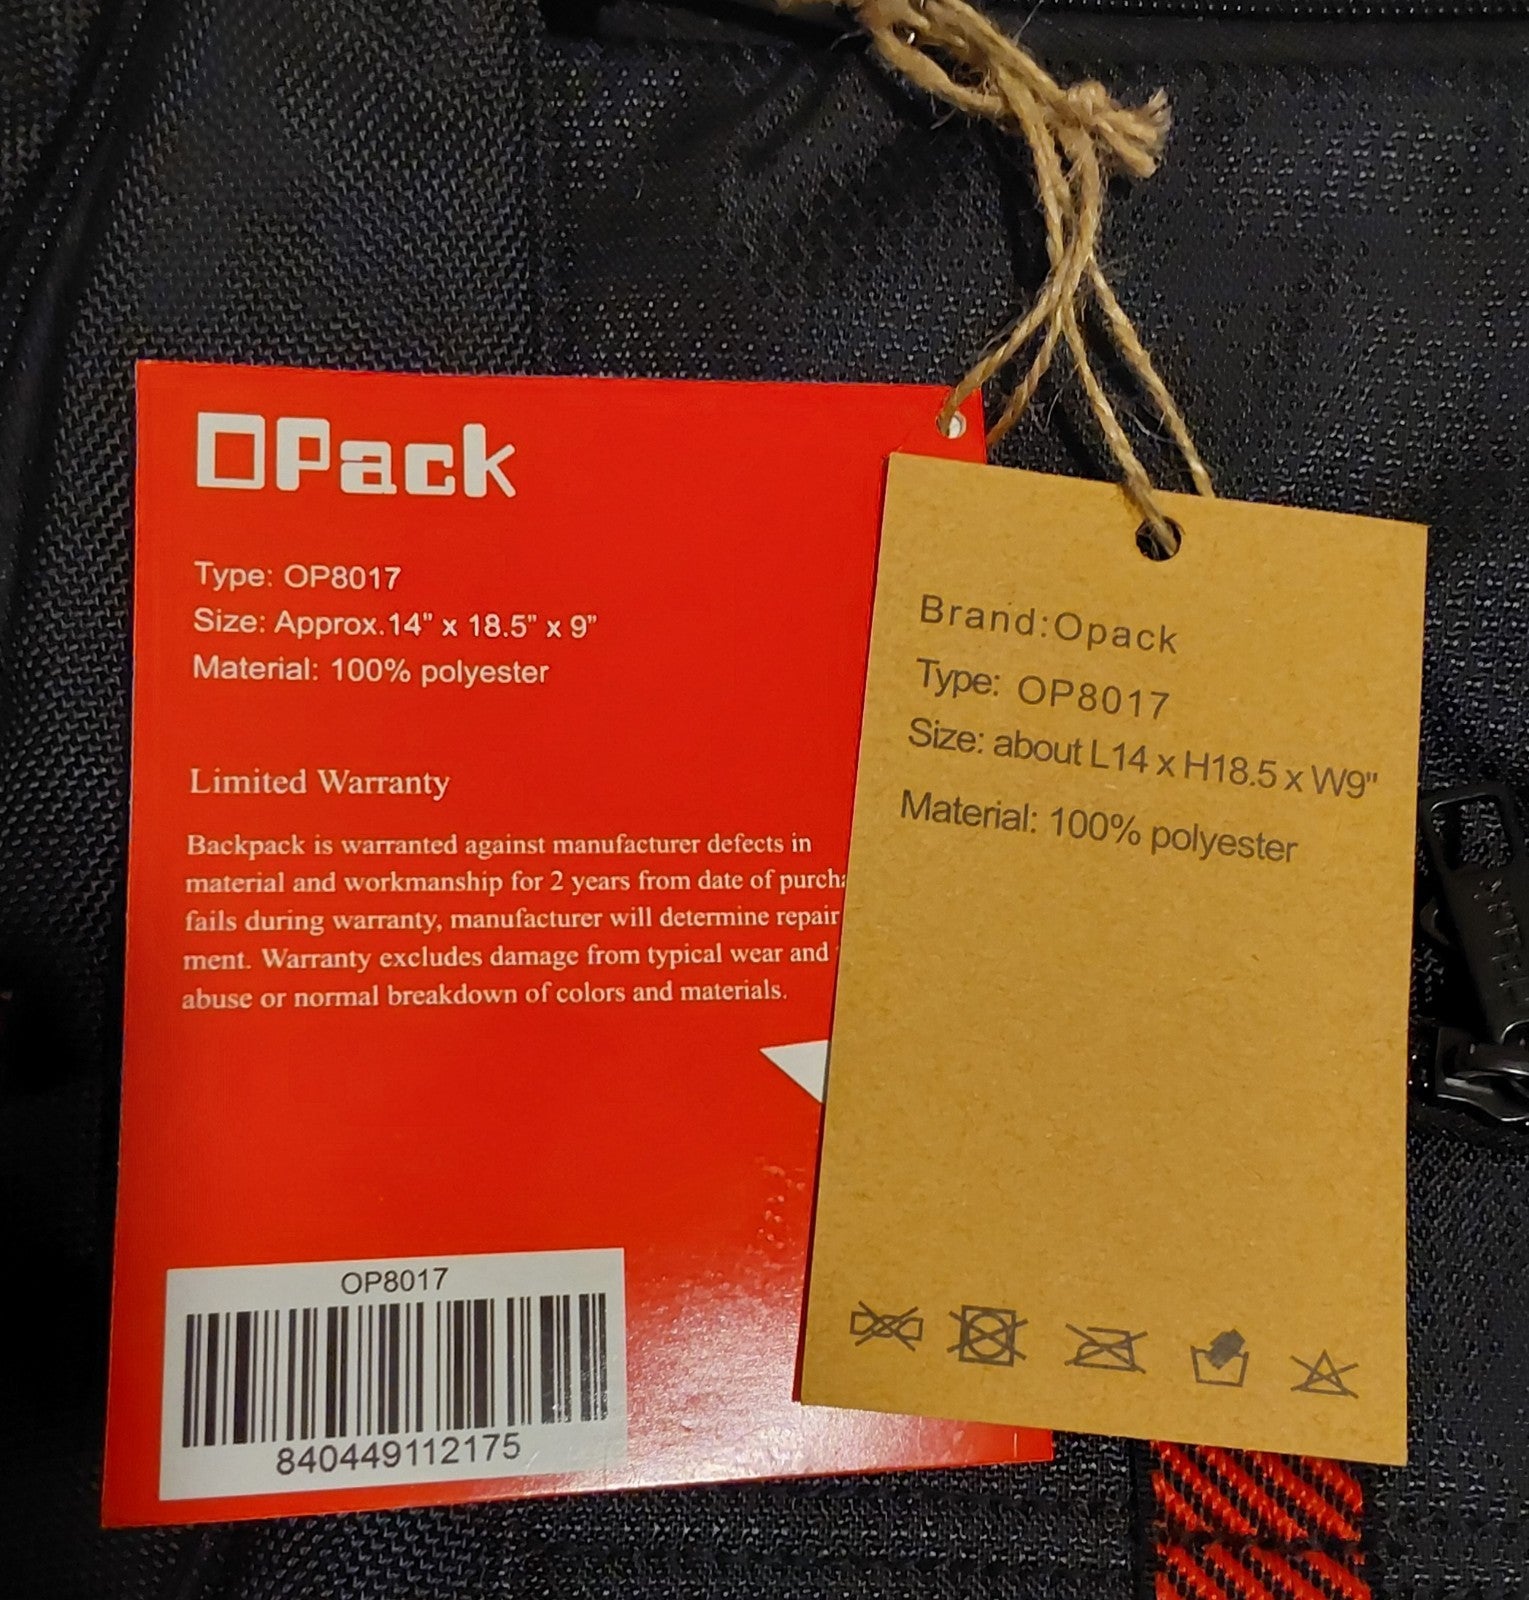 OPack
Type: OP8017
Size: Approx.14" x 18.5" x 9"
Material: 100% polyester
Limited Warranty
Backpack is warranted against manufacturer defects in
material and workmanship for 2 years from date of
fails during warranty, manufacturer will determine repair
ment. Warranty excludes damage from typical wear and
abuse or normal breakdown of colors and materials.
OP8017
840449112175
Brand:Opack
Type: OP8017
Size: about L14 x H18.5 x W9"
Material: 100% polyester